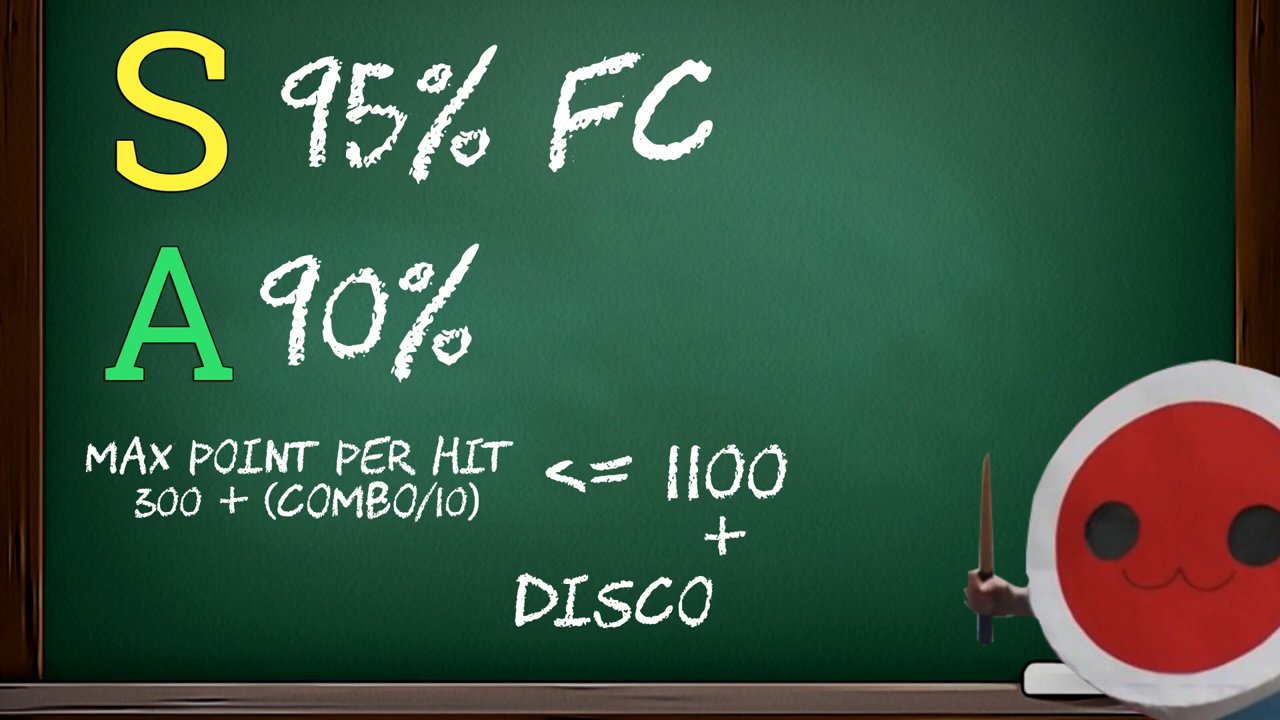 S 95% FC
A 90%
MAX POINT PER HIT
300 + (COMBO/10) <= 1100
+
DISCO